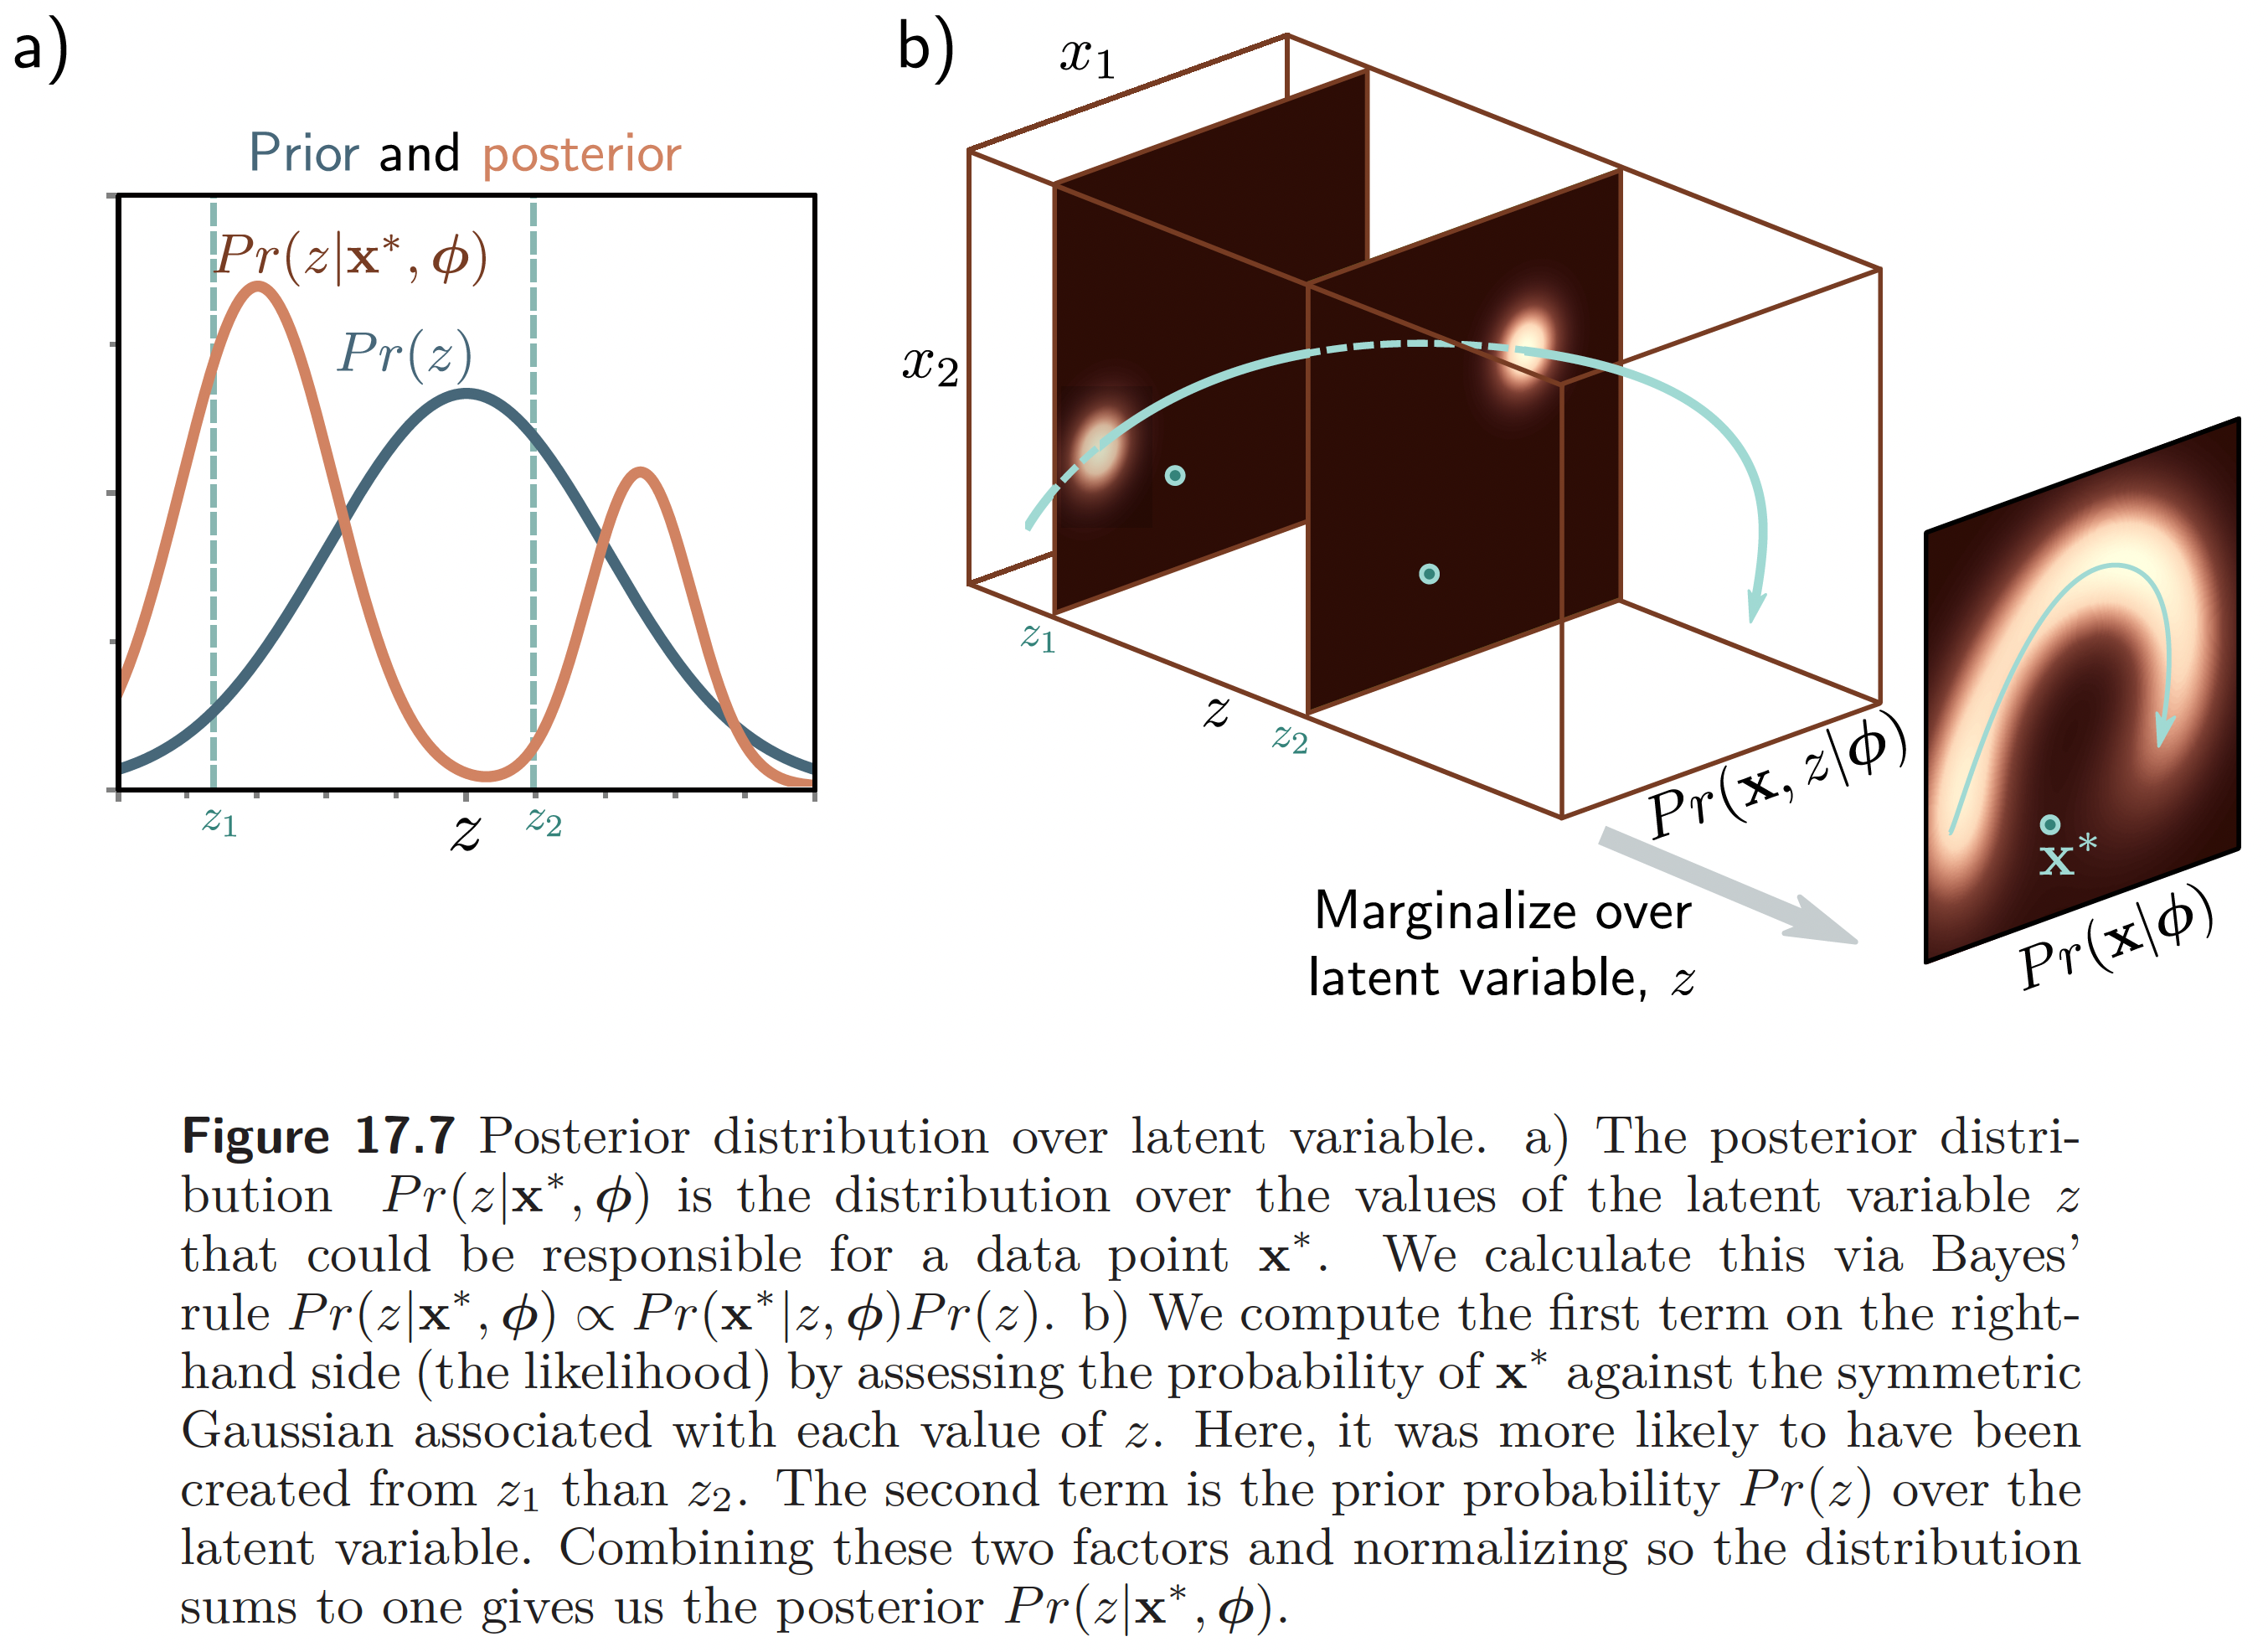 a)
Prior and posterior
Pr(z|x*, ϕ)
Pr(z)
z₁
z
z₂
b)
x₁
x₂
z₁
z
z₂
Pr(x, z|ϕ)
Marginalize over
latent variable, z
x*
Pr(x|ϕ)
Figure 17.7 Posterior distribution over latent variable. a) The posterior distri-
bution Pr(z|x*, ϕ) is the distribution over the values of the latent variable z
that could be responsible for a data point x*. We calculate this via Bayes’
rule Pr(z|x*, ϕ) ∝ Pr(x*|z, ϕ)Pr(z). b) We compute the first term on the right-
hand side (the likelihood) by assessing the probability of x* against the symmetric
Gaussian associated with each value of z. Here, it was more likely to have been
created from z₁ than z₂. The second term is the prior probability Pr(z) over the
latent variable. Combining these two factors and normalizing so the distribution
sums to one gives us the posterior Pr(z|x*, ϕ).